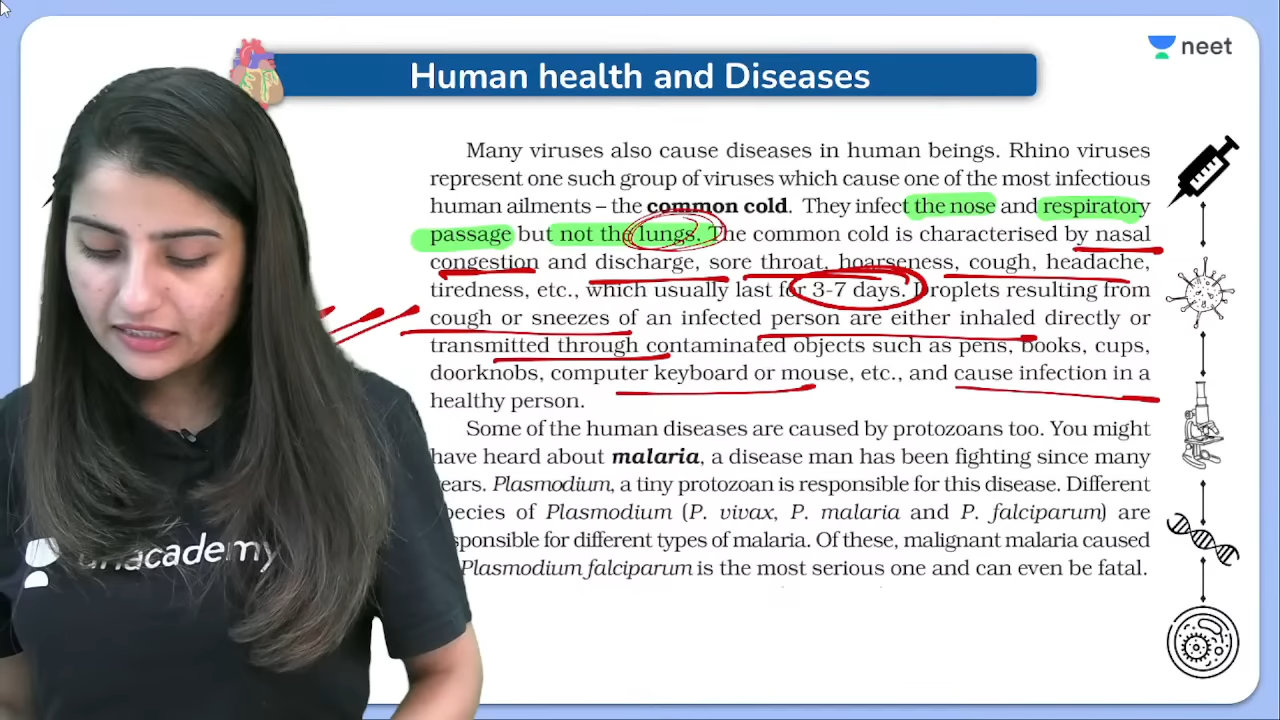 neet
Human health and Diseases
Many viruses also cause diseases in human beings. Rhino viruses
represent one such group of viruses which cause one of the most infectious
human ailments – the common cold. They infect the nose and respiratory
passage but not the lungs. The common cold is characterised by nasal
congestion and discharge, sore throat, hoarseness, cough, headache,
tiredness, etc., which usually last for 3-7 days. Droplets resulting from
cough or sneezes of an infected person are either inhaled directly or
transmitted through contaminated objects such as pens, books, cups,
doorknobs, computer keyboard or mouse, etc., and cause infection in a
healthy person.
Some of the human diseases are caused by protozoans too. You might
have heard about malaria, a disease man has been fighting since many
years. Plasmodium, a tiny protozoan is responsible for this disease. Different
species of Plasmodium (P. vivax, P. malaria and P. falciparum) are
responsible for different types of malaria. Of these, malignant malaria caused
Plasmodium falciparum is the most serious one and can even be fatal.
unacademy